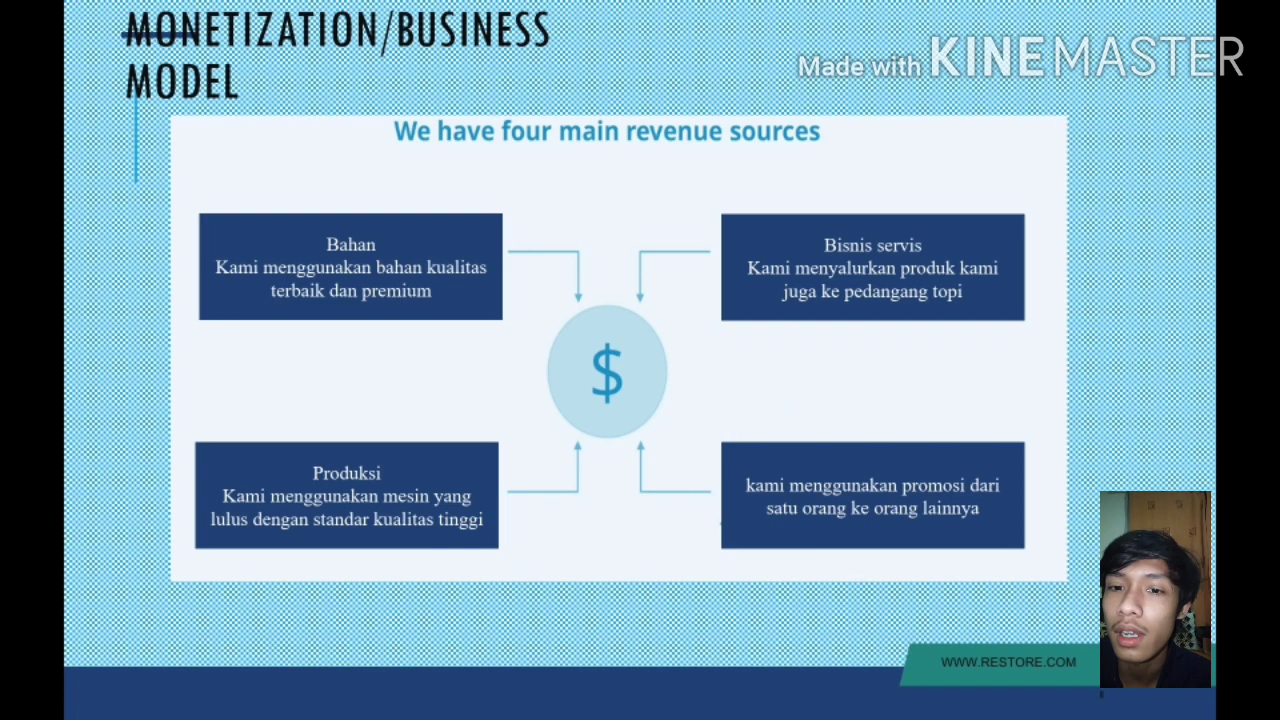 MONETIZATION/BUSINESS
MODEL
Made with KINEMASTER
We have four main revenue sources
Bahan
Kami menggunakan bahan kualitas
terbaik dan premium
Bisnis servis
Kami menyalurkan produk kami
juga ke pedangang topi
$
Produksi
Kami menggunakan mesin yang
lulus dengan standar kualitas tinggi
kami menggunakan promosi dari
satu orang ke orang lainnya
WWW.RESTORE.COM